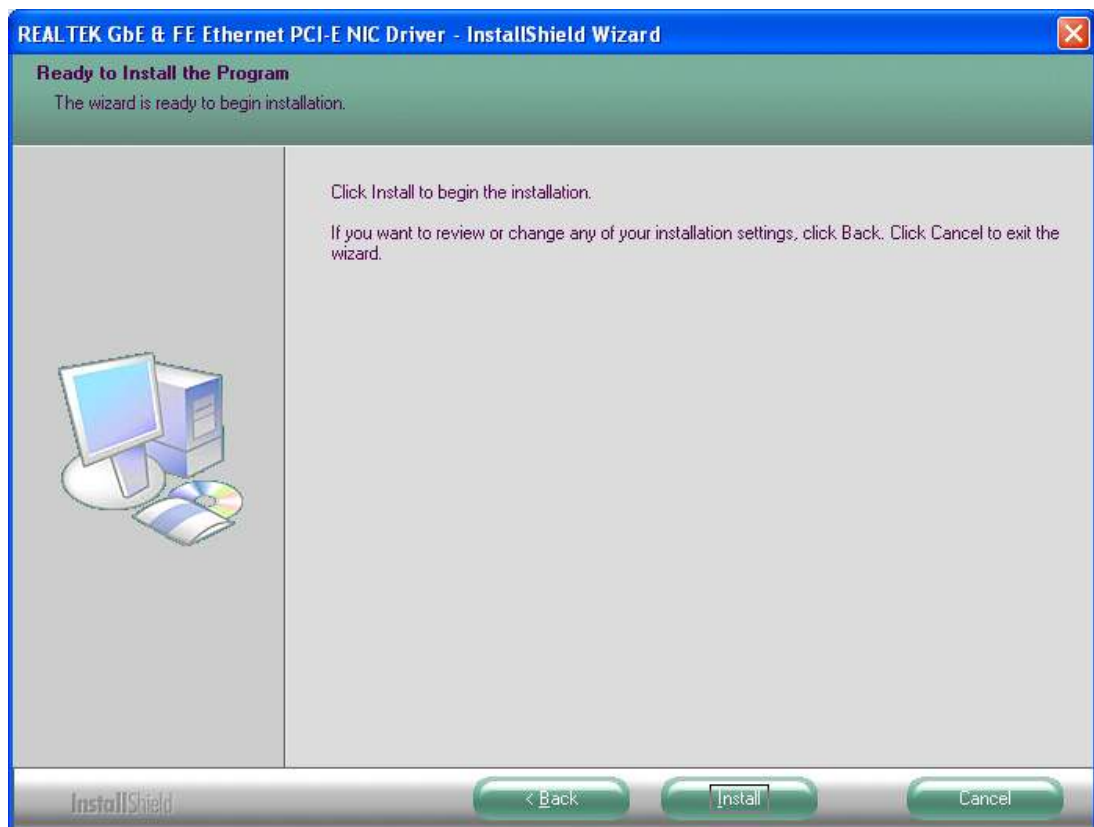 REALTEK GbE & FE Ethernet PCI-E NIC Driver - InstallShield Wizard
Ready to Install the Program
The wizard is ready to begin installation.
Click Install to begin the installation.
If you want to review or change any of your installation settings, click Back. Click Cancel to exit the
wizard.
InstallShield
< Back
Install
Cancel